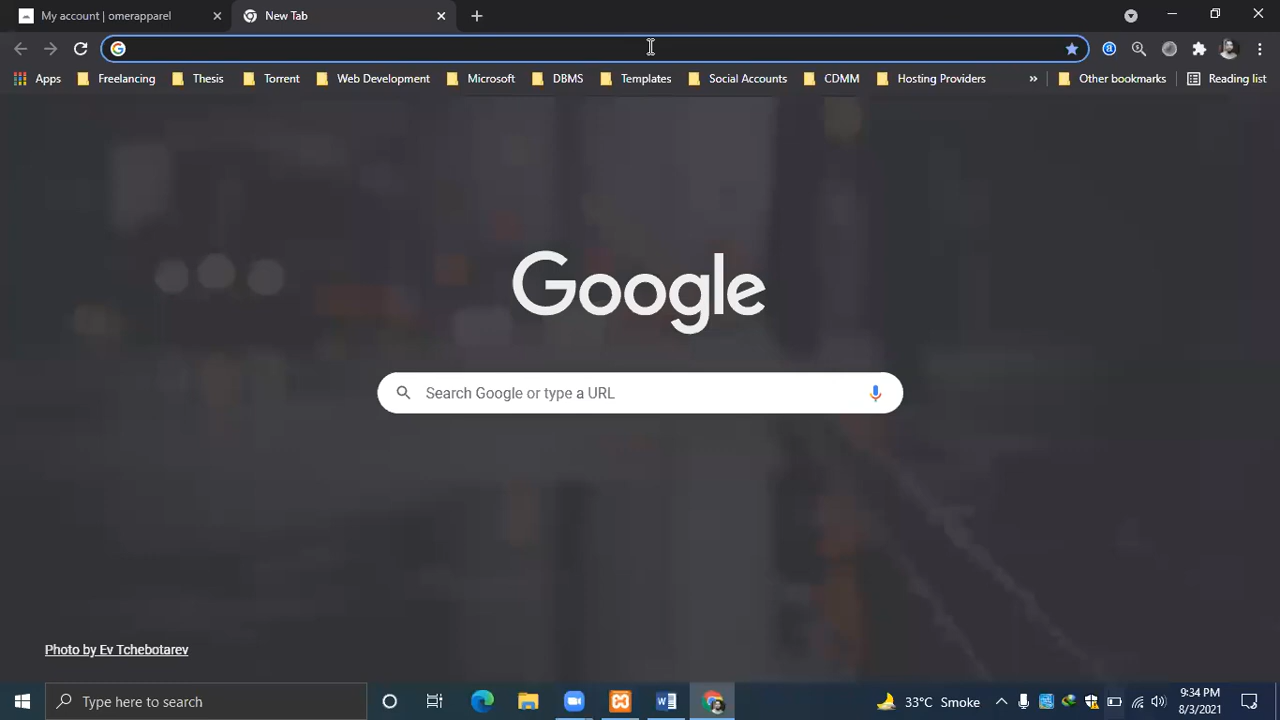 My account | omerapparel
New Tab
Apps
Freelancing
Thesis
Torrent
Web Development
Microsoft
DBMS
Templates
Social Accounts
CDMM
Hosting Providers
»
Other bookmarks
Reading list
Google
Search Google or type a URL
Photo by Ev Tchebotarev
Type here to search
33°C Smoke
9:34 PM
8/3/2021